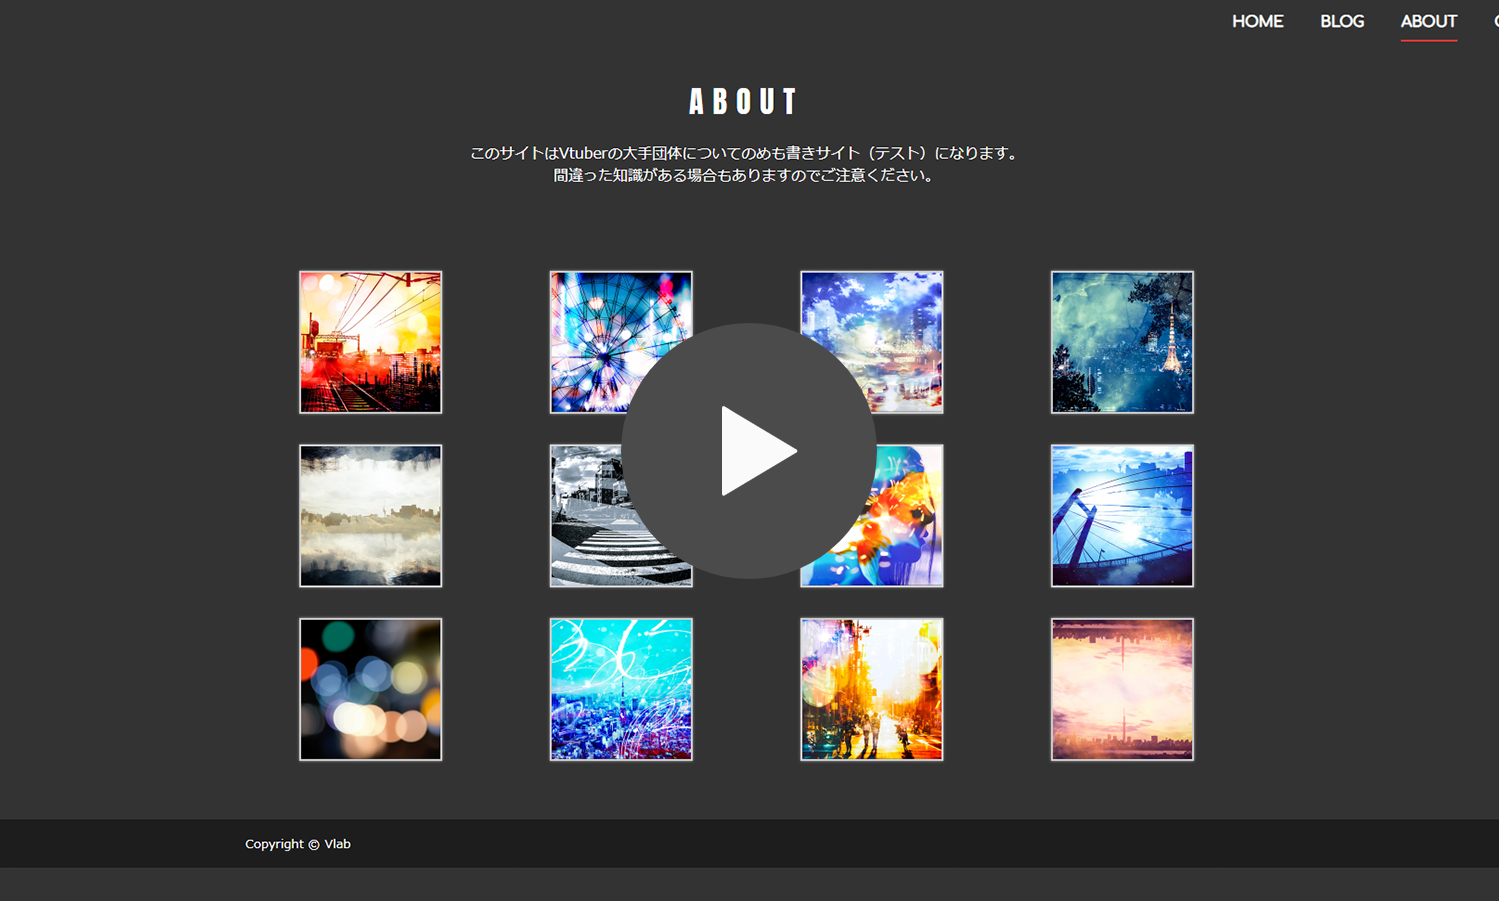 HOME BLOG ABOUT
ABOUT
このサイトはVtuberの大手団体についてのめも書きサイト（テスト）になります。
間違った知識がある場合もありますのでご注意ください。
Copyright © Vlab